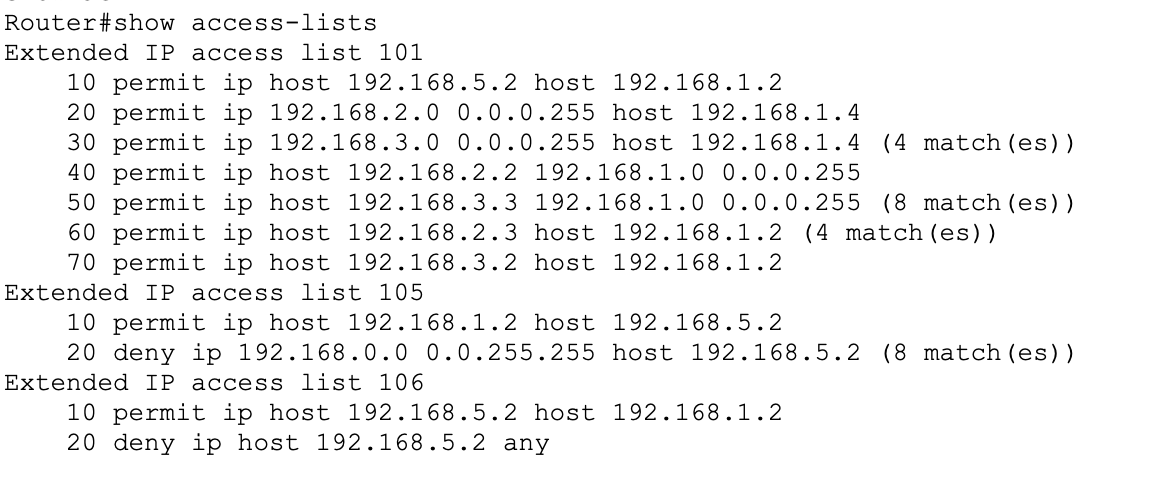 Router#show access-lists
Extended IP access list 101
10 permit ip host 192.168.5.2 host 192.168.1.2
20 permit ip 192.168.2.0 0.0.0.255 host 192.168.1.4
30 permit ip 192.168.3.0 0.0.0.255 host 192.168.1.4 (4 match(es))
40 permit ip host 192.168.2.2 192.168.1.0 0.0.0.255
50 permit ip host 192.168.3.3 192.168.1.0 0.0.0.255 (8 match(es))
60 permit ip host 192.168.2.3 host 192.168.1.2 (4 match(es))
70 permit ip host 192.168.3.2 host 192.168.1.2
Extended IP access list 105
10 permit ip host 192.168.1.2 host 192.168.5.2
20 deny ip 192.168.0.0 0.0.255.255 host 192.168.5.2 (8 match(es))
Extended IP access list 106
10 permit ip host 192.168.5.2 host 192.168.1.2
20 deny ip host 192.168.5.2 any